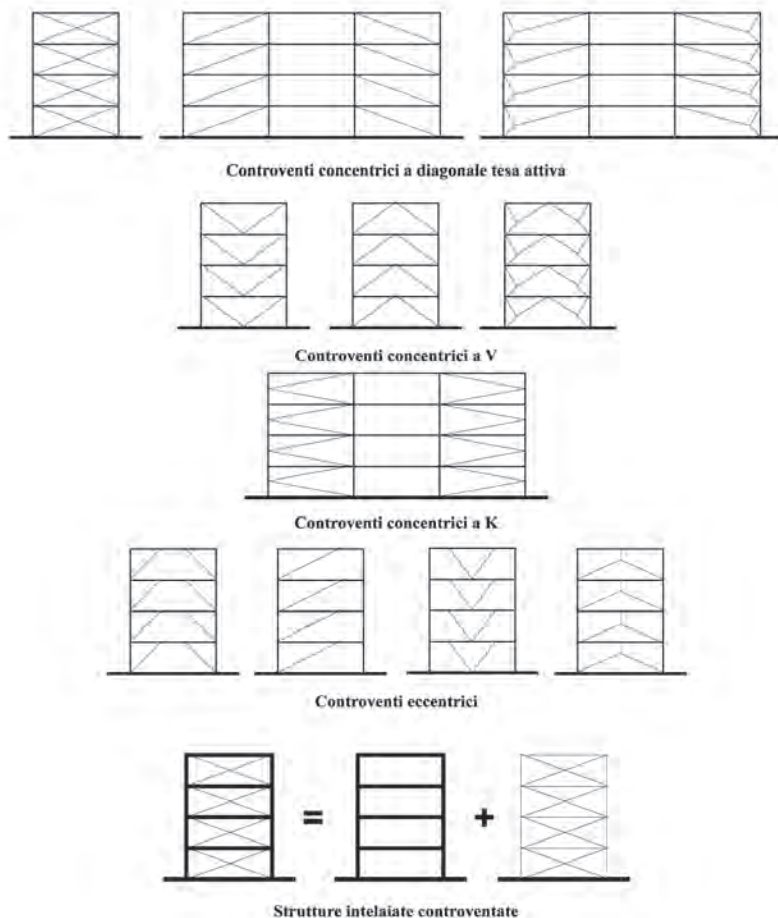 Controventi concentrici a diagonale tesa attiva
Controventi concentrici a V
Controventi concentrici a K
Controventi eccentrici
= +
Strutture intelaiate controventate